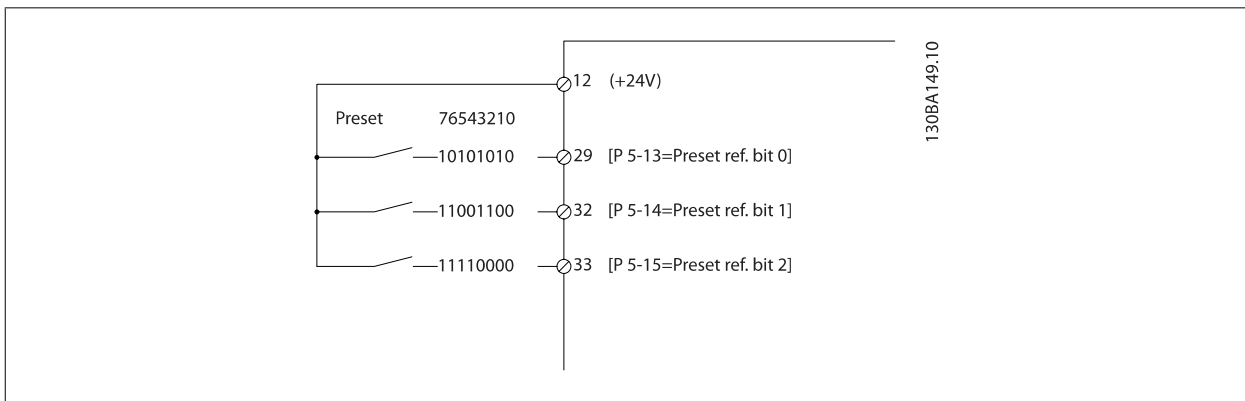 12 (+24V)
Preset 76543210
10101010 29 [P 5-13=Preset ref. bit 0]
11001100 32 [P 5-14=Preset ref. bit 1]
11110000 33 [P 5-15=Preset ref. bit 2]
130BA149.10